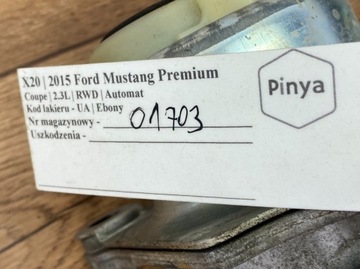 X20 | 2015 Ford Mustang Premium
Coupe | 2.3L | RWD | Automat
Kod lakieru - UA | Ebony
Nr magazynowy - 01703
Uszkodzenia -
Pinya